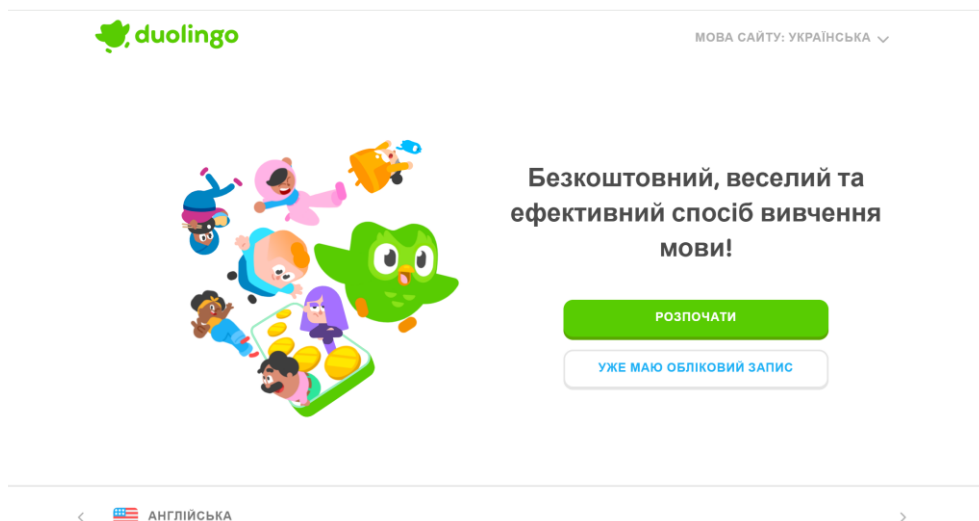 duolingo
МОВА САЙТУ: УКРАЇНСЬКА
Безкоштовний, веселий та
ефективний спосіб вивчення
мови!
РОЗПОЧАТИ
УЖЕ МАЮ ОБЛІКОВИЙ ЗАПИС
АНГЛІЙСЬКА